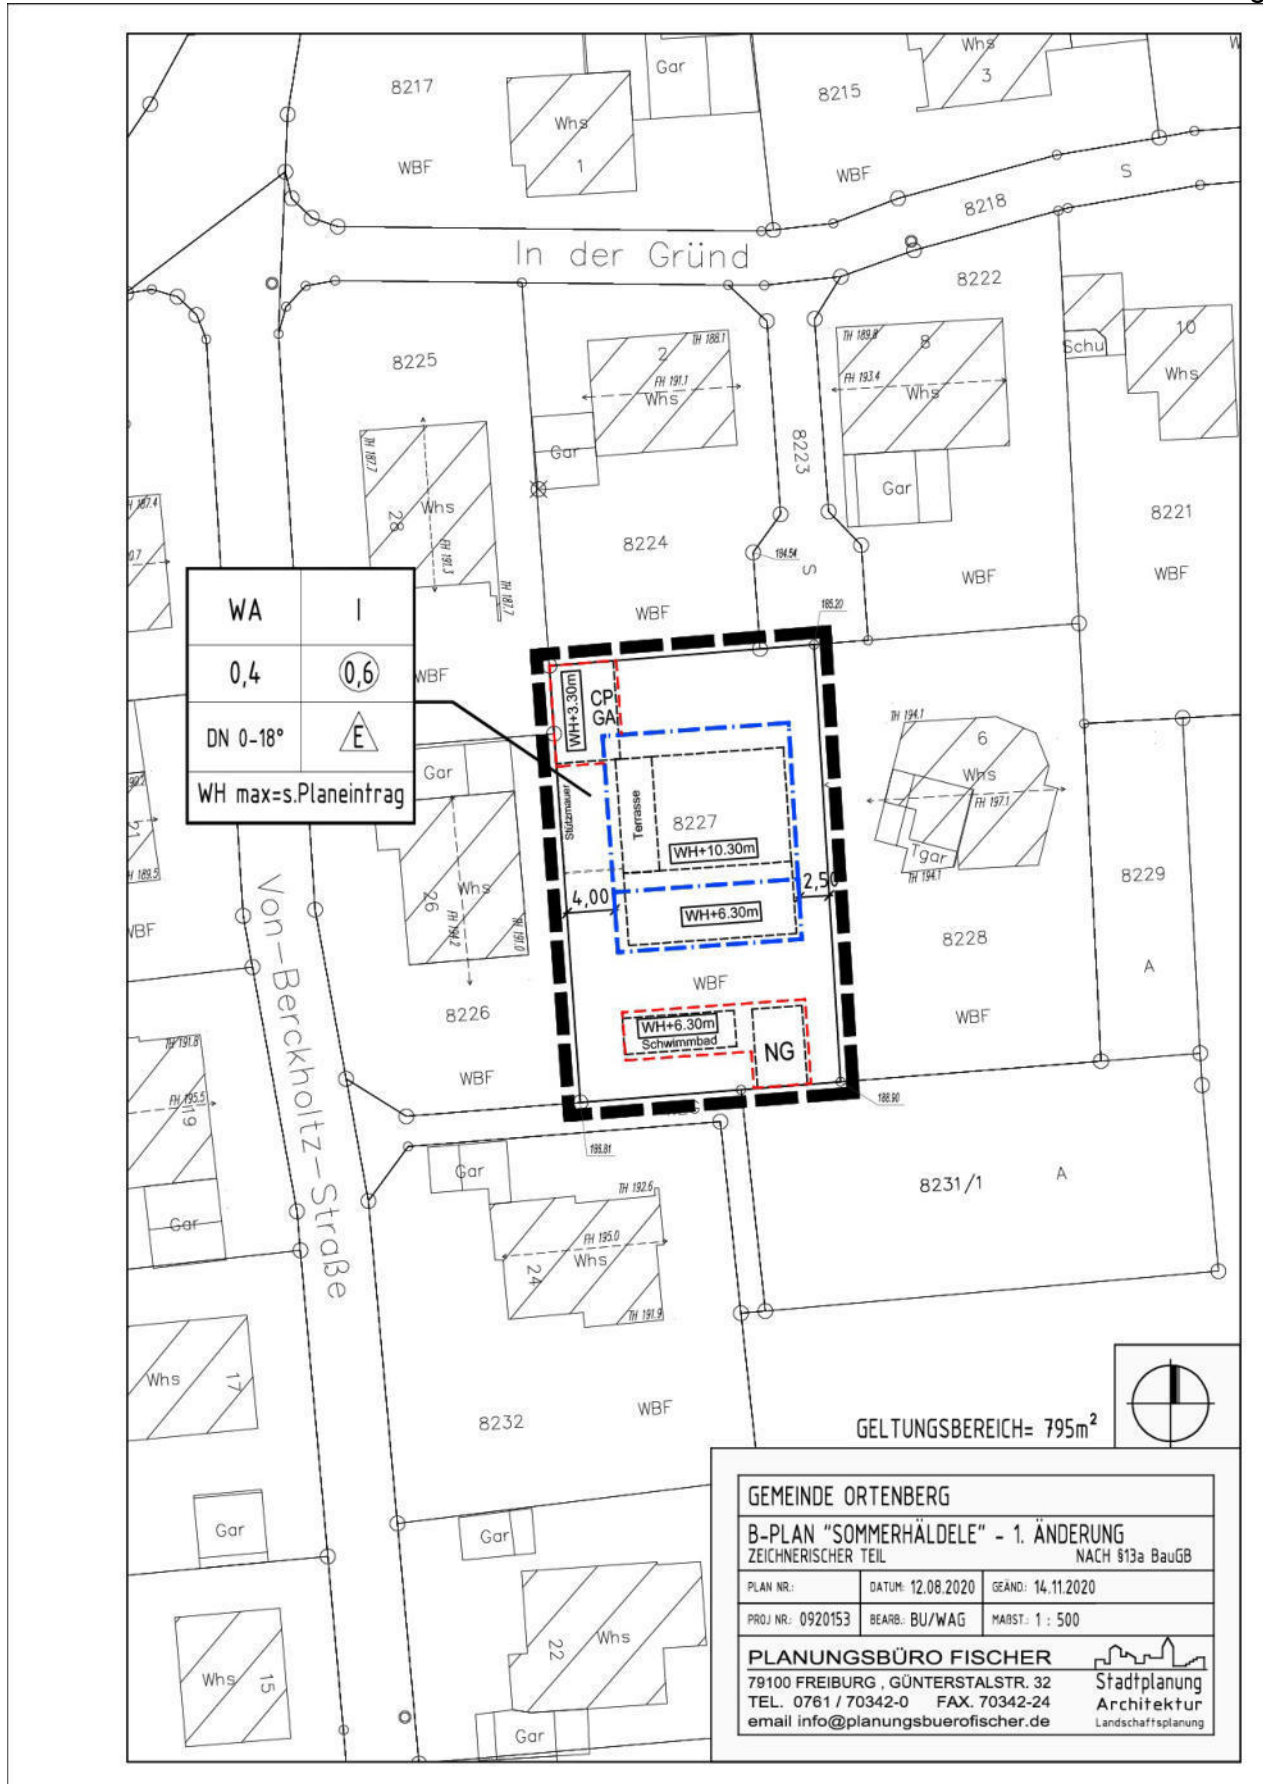 8217
Gar
8215
Whs
3
Whs
1
WBF
WBF
S
8218
In der Gründ
8222
8225
2
TH 188.1
FH 191.1
Whs
Gar
TH 189.8
8
FH 193.4
Whs
Schu
10
Whs
8223
Gar
TH 187.7
Whs
28
FH 191.3
TH 187.7
8224
184.54
S
WBF
8221
WBF
WBF
185.20
WA
I
0,4
0,6
DN 0-18°
E
WH max=s.Planeintrag
WBF
WH+3.30m
CP
GA
Stützmauer
Terrasse
8227
WH+10.30m
4,00
2,50
WH+6.30m
WBF
WH+6.30m
Schwimmbad
NG
TH 194.1
6
Whs
FH 197.1
Tgar
TH 194.1
8229
8228
A
WBF
Gar
Whs
26
TH 191.0
8226
WBF
21
TH 189.5
WBF
Von-Berckholtz-Straße
TH 191.8
FH 195.5
19
Gar
188.90
8231/1
A
Gar
TH 192.6
FH 195.0
Whs
24
TH 191.9
Whs
17
8232
WBF
Gar
Gar
Whs
22
Whs
15
Gar
GELTUNGSBEREICH= 795m²
GEMEINDE ORTENBERG
B-PLAN "SOMMERHÄLDELE" - 1. ÄNDERUNG
ZEICHNERISCHER TEIL NACH §13a BauGB
PLAN NR.: DATUM: 12.08.2020 GEÄND: 14.11.2020
PROJ NR.: 0920153 BEARB.: BU/WAG MAßST.: 1 : 500
PLANUNGSBÜRO FISCHER
79100 FREIBURG , GÜNTERSTALSTR. 32
TEL. 0761 / 70342-0 FAX. 70342-24
email info@planungsbuerofischer.de
Stadtplanung
Architektur
Landschaftsplanung